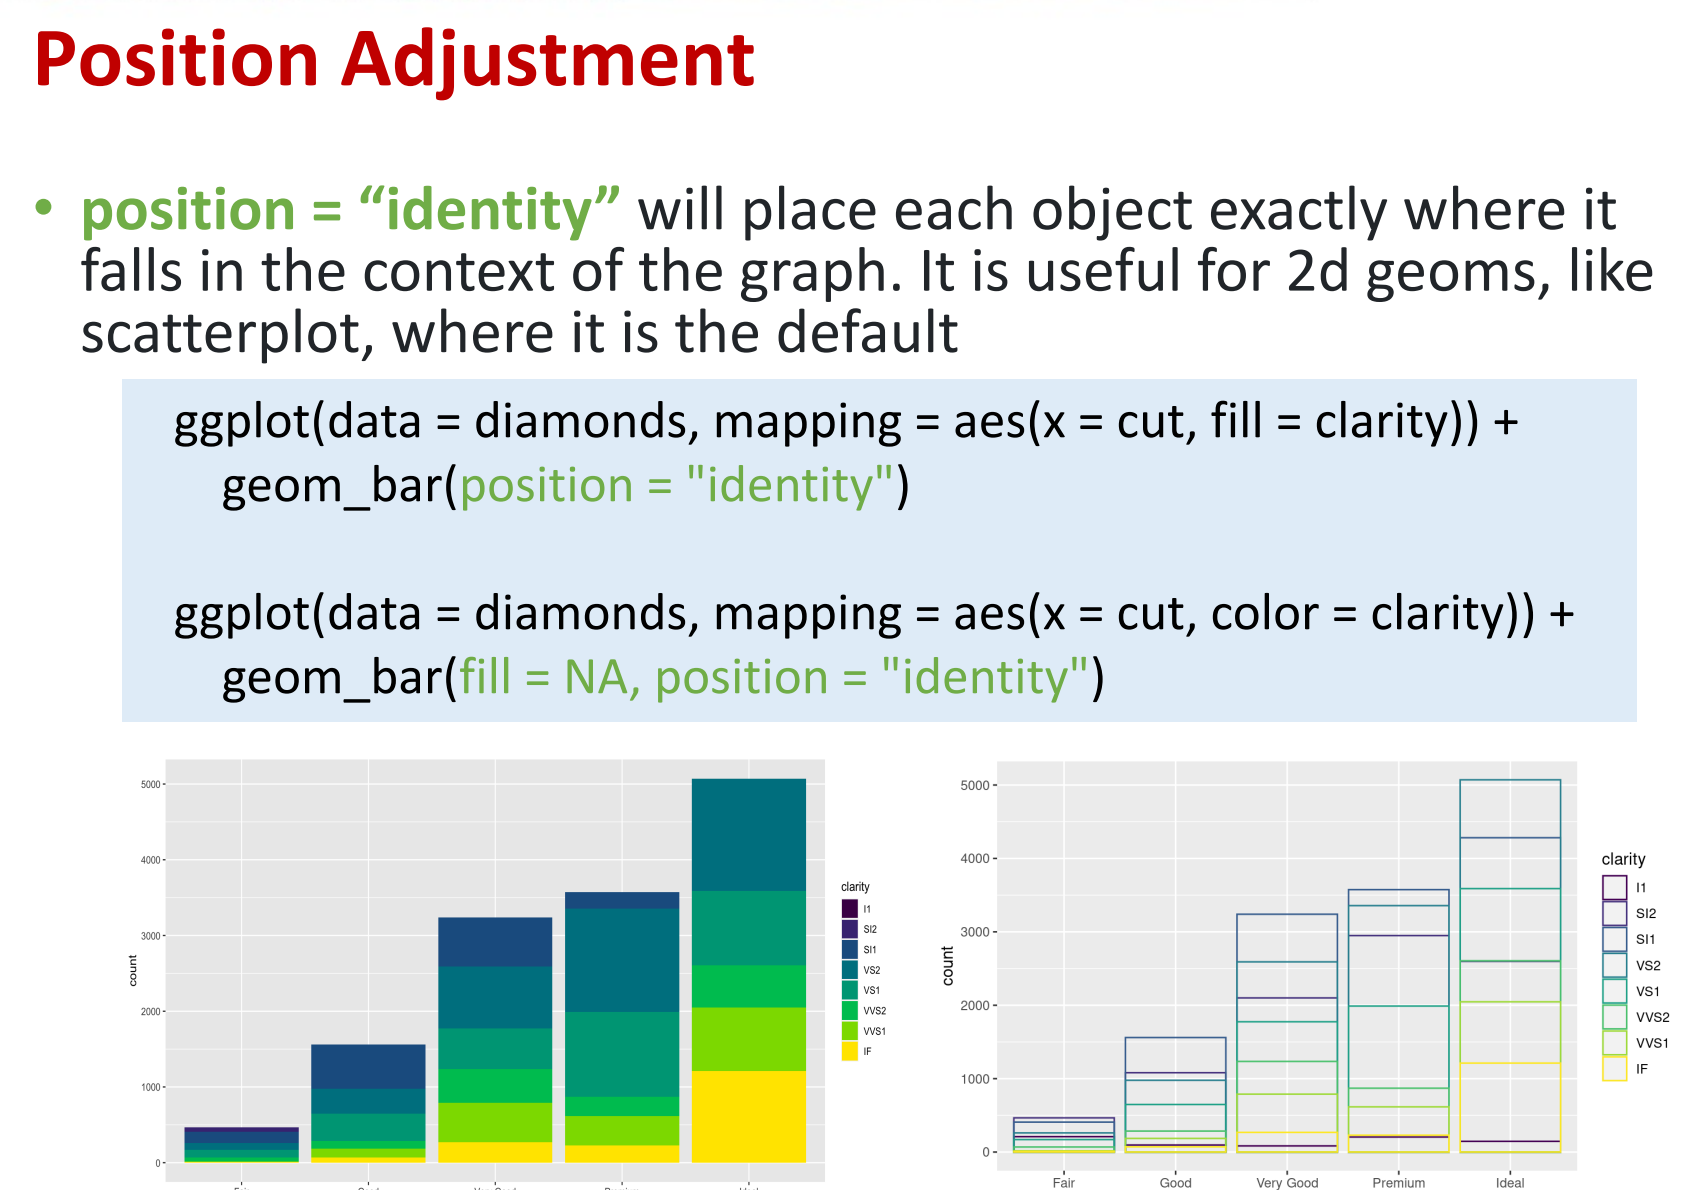 Position Adjustment
• position = “identity” will place each object exactly where it
falls in the context of the graph. It is useful for 2d geoms, like
scatterplot, where it is the default
ggplot(data = diamonds, mapping = aes(x = cut, fill = clarity)) +
geom_bar(position = "identity")
ggplot(data = diamonds, mapping = aes(x = cut, color = clarity)) +
geom_bar(fill = NA, position = "identity")
5000
4000
3000
2000
1000
0
count
clarity
I1
SI2
SI1
VS2
VS1
VVS2
VVS1
IF
5000
4000
3000
2000
1000
0
count
Fair Good Very Good Premium Ideal
clarity
I1
SI2
SI1
VS2
VS1
VVS2
VVS1
IF